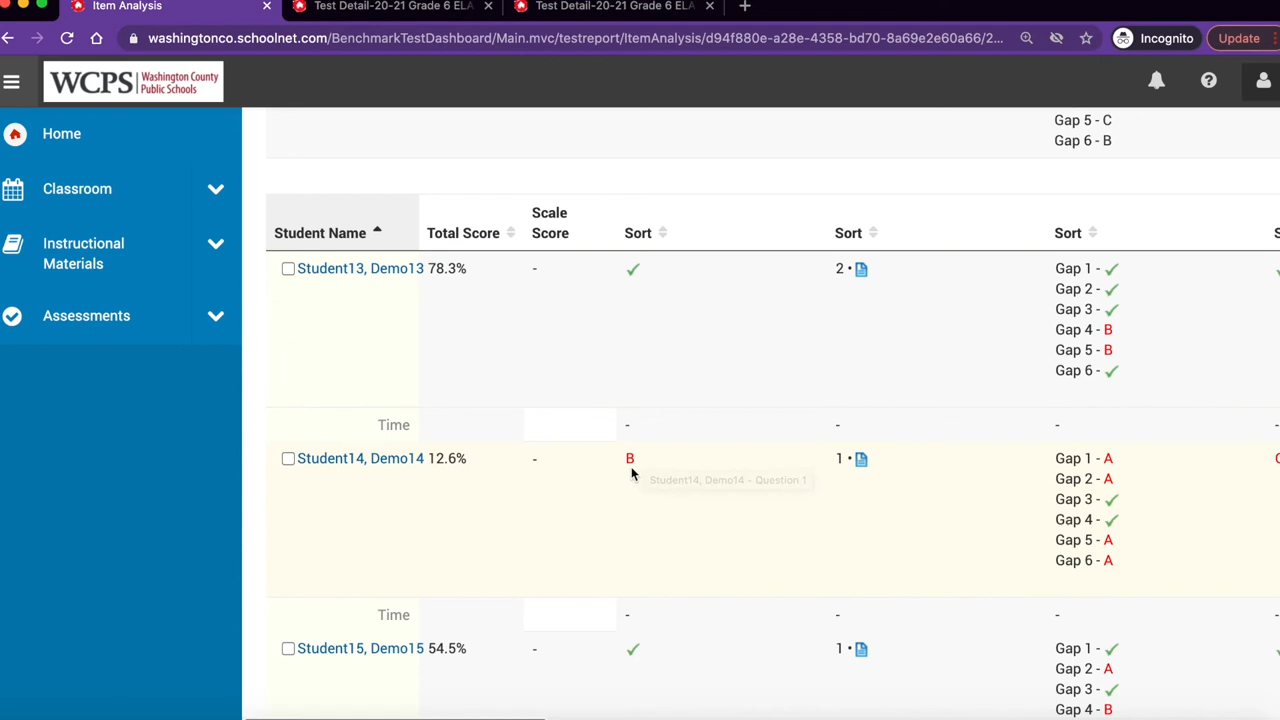 Item Analysis
Test Detail-20-21 Grade 6 ELA
Test Detail-20-21 Grade 6 ELA
washingtonco.schoolnet.com/BenchmarkTestDashboard/Main.mvc/testreport/ItemAnalysis/d94f880e-a28e-4358-bd70-8a69e2e60a66/2...
Incognito
Update
WCPS
Washington County
Public Schools
Home
Classroom
Instructional
Materials
Assessments
Gap 5 - C
Gap 6 - B
Student Name
Total Score
Scale
Score
Sort
Sort
Sort
Student13, Demo13 78.3% - 2 •
Gap 1 -
Gap 2 -
Gap 3 -
Gap 4 - B
Gap 5 - B
Gap 6 -
Time - - -
Student14, Demo14 12.6% - B 1 •
Student14, Demo14 - Question 1
Gap 1 - A
Gap 2 - A
Gap 3 -
Gap 4 -
Gap 5 - A
Gap 6 - A
Time - - -
Student15, Demo15 54.5% - 1 •
Gap 1 -
Gap 2 - A
Gap 3 -
Gap 4 - B